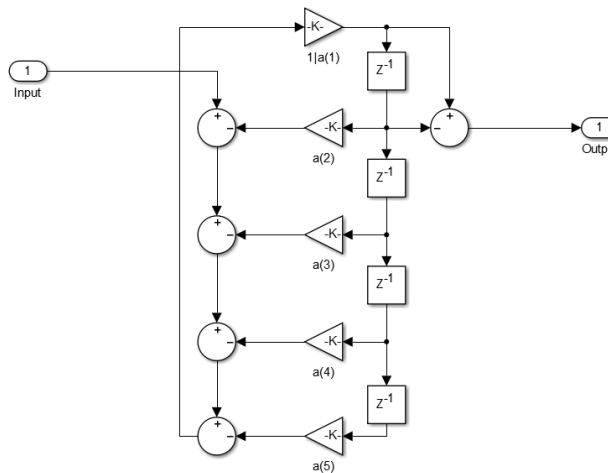 -K-
1|a(1)
1
Input
Z-1
+
-
-K-
a(2)
+
-
1
Outp
Z-1
+
-
-K-
a(3)
Z-1
+
-
-K-
a(4)
Z-1
+
-
-K-
a(5)